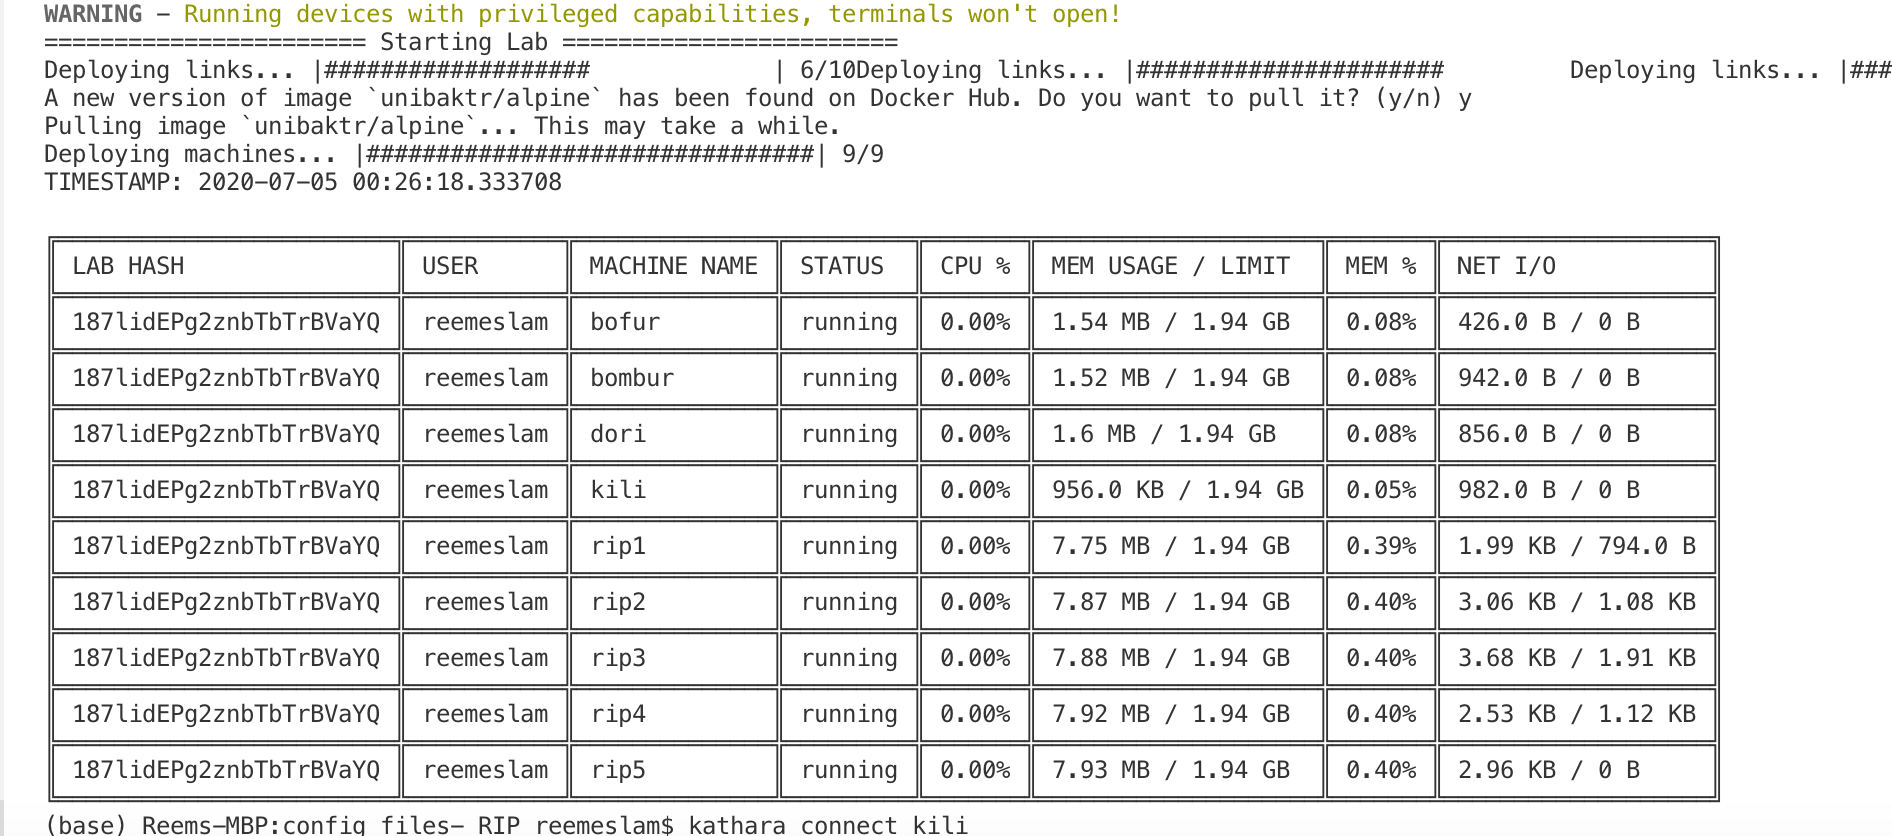 WARNING - Running devices with privileged capabilities, terminals won't open!
======================= Starting Lab ========================
Deploying links... |###################             | 6/10Deploying links... |######################         Deploying links... |###
A new version of image `unibaktr/alpine` has been found on Docker Hub. Do you want to pull it? (y/n) y
Pulling image `unibaktr/alpine`... This may take a while.
Deploying machines... |################################| 9/9
TIMESTAMP: 2020-07-05 00:26:18.333708
LAB HASH USER MACHINE NAME STATUS CPU % MEM USAGE / LIMIT MEM % NET I/O
187lidEPg2znbTbTrBVaYQ reemeslam bofur running 0.00% 1.54 MB / 1.94 GB 0.08% 426.0 B / 0 B
187lidEPg2znbTbTrBVaYQ reemeslam bombur running 0.00% 1.52 MB / 1.94 GB 0.08% 942.0 B / 0 B
187lidEPg2znbTbTrBVaYQ reemeslam dori running 0.00% 1.6 MB / 1.94 GB 0.08% 856.0 B / 0 B
187lidEPg2znbTbTrBVaYQ reemeslam kili running 0.00% 956.0 KB / 1.94 GB 0.05% 982.0 B / 0 B
187lidEPg2znbTbTrBVaYQ reemeslam rip1 running 0.00% 7.75 MB / 1.94 GB 0.39% 1.99 KB / 794.0 B
187lidEPg2znbTbTrBVaYQ reemeslam rip2 running 0.00% 7.87 MB / 1.94 GB 0.40% 3.06 KB / 1.08 KB
187lidEPg2znbTbTrBVaYQ reemeslam rip3 running 0.00% 7.88 MB / 1.94 GB 0.40% 3.68 KB / 1.91 KB
187lidEPg2znbTbTrBVaYQ reemeslam rip4 running 0.00% 7.92 MB / 1.94 GB 0.40% 2.53 KB / 1.12 KB
187lidEPg2znbTbTrBVaYQ reemeslam rip5 running 0.00% 7.93 MB / 1.94 GB 0.40% 2.96 KB / 0 B
(base) Reems-MBP:config files- RIP reemeslam$ kathara connect kili